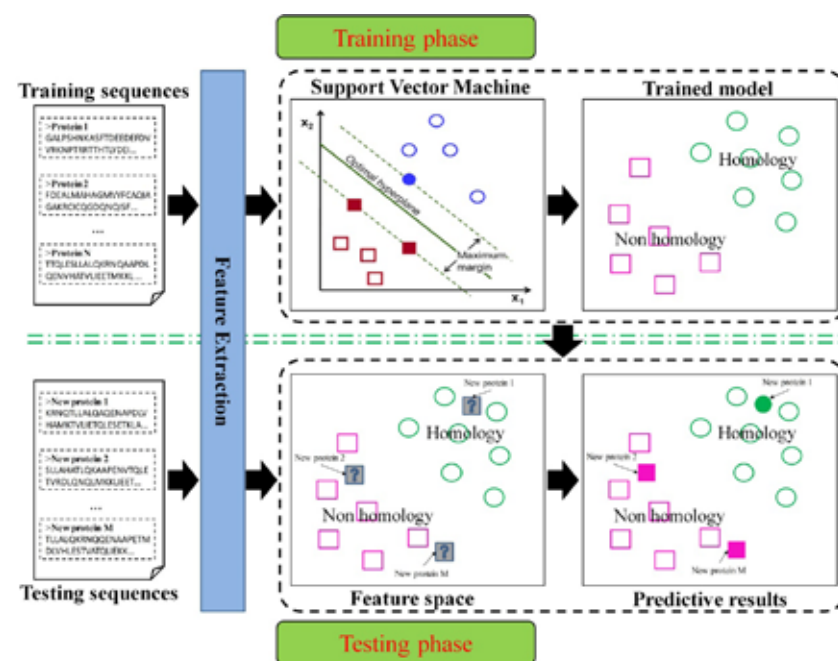 Training phase
Training sequences
>Protein 1
GALPSHNKASFTDEEDEFDV
>Protein 2
...
>Protein N
Feature Extraction
Support Vector Machine
X2
Optimal hyperplane
Maximum
margin
X1
Trained model
Homology
Non homology
>New protein 1
>New protein 2
...
>New protein M
Testing sequences
New protein 1
Homology
New protein 2
Non homology
New protein M
Feature space
New protein 1
Homology
New protein 2
Non homology
New protein M
Predictive results
Testing phase